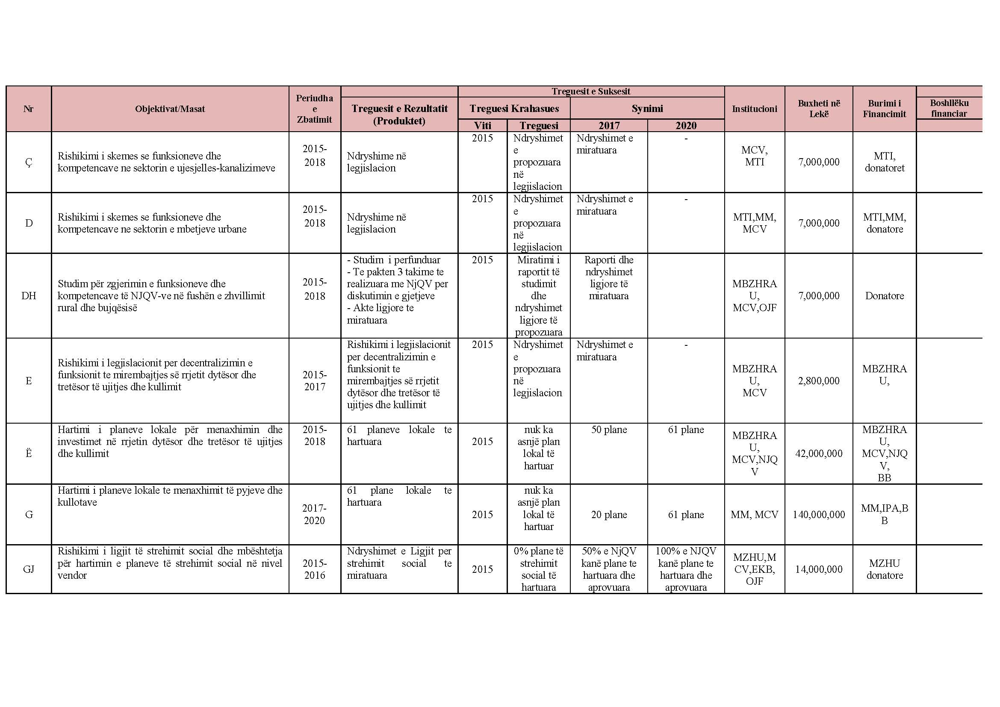 Nr
Objektivat/Masat
Periudha
e
Zbatimit
Treguesit e Rezultatit
(Produktet)
Treguesit e Suksesit
Treguesi Krahasues
Synimi
Viti
Treguesi
2017
2020
Institucioni
Buxheti në
Lekë
Burimi i
Financimit
Boshllëku
financiar
Ç
Rishikimi i skemes se funksioneve dhe
kompetencave ne sektorin e ujesjelles-kanalizimeve
2015-
2018
Ndryshime në
legjislacion
2015
Ndryshimet
e
propozuara
në
legjislacion
Ndryshimet e
miratuara
-
MCV,
MTI
7,000,000
MTI,
donatoret
D
Rishikimi i skemes se funksioneve dhe
kompetencave ne sektorin e mbetjeve urbane
2015-
2018
Ndryshime në
legjislacion
2015
Ndryshimet
e
propozuara
në
legjislacion
Ndryshimet e
miratuara
-
MTI,MM,
MCV
7,000,000
MTI,MM,
donatore
DH
Studim për zgjerimin e funksioneve dhe
kompetencave të NJQV-ve në fushën e zhvillimit
rural dhe bujqësisë
2015-
2018
- Studim  i perfunduar
- Te pakten 3 takime te
realizuara me NjQV per
diskutimin e gjetjeve
- Akte ligjore te
miratuara
2015
Miratimi i
raportit të
studimit
dhe
ndryshimet
ligjore të
propozuara
Raporti dhe
ndryshimet
ligjore të
miratuara
MBZHRA
U,
MCV,OJF
7,000,000
Donatore
E
Rishikimi i legjislacionit per decentralizimin e
funksionit te mirembajtjes së rrjetit dytësor dhe
tretësor të ujitjes dhe kullimit
2015-
2017
Rishikimi i legjislacionit
per decentralizimin e
funksionit te
mirembajtjes së rrjetit
dytësor dhe tretësor të
ujitjes dhe kullimit
2015
Ndryshimet
e
propozuara
në
legjislacion
Ndryshimet e
miratuara
-
MBZHRA
U,
MCV
2,800,000
MBZHRA
U,
Ë
Hartimi i planeve lokale për menaxhimin dhe
investimet në rrjetin dytësor dhe tretësor të ujitjes
dhe kullimit
2015-
2018
61 planeve lokale te
hartuara
2015
nuk ka
asnjë plan
lokal të
hartuar
50 plane
61 plane
MBZHRA
U,
MCV,NJQ
V
42,000,000
MBZHRA
U,
MCV,NJQ
V,
BB
G
Hartimi i planeve lokale te menaxhimit të pyjeve dhe
kullotave
2017-
2020
61 plane lokale te
hartuara
2015
nuk ka
asnjë plan
lokal të
hartuar
20 plane
61 plane
MM, MCV
140,000,000
MM,IPA,B
B
GJ
Rishikimi i ligjit të strehimit social dhe mbështetja
për hartimin e planeve të strehimit social në nivel
vendor
2015-
2016
Ndryshimet e Ligjit per
strehimit social te
miratuara
2015
0% plane të
strehimit
social të
hartuara
50% e NjQV
kanë plane te
hartuara dhe
aprovuara
100% e NJQV
kanë plane te
hartuara dhe
aprovuara
MZHU,M
CV,EKB,
OJF
14,000,000
MZHU
donatore